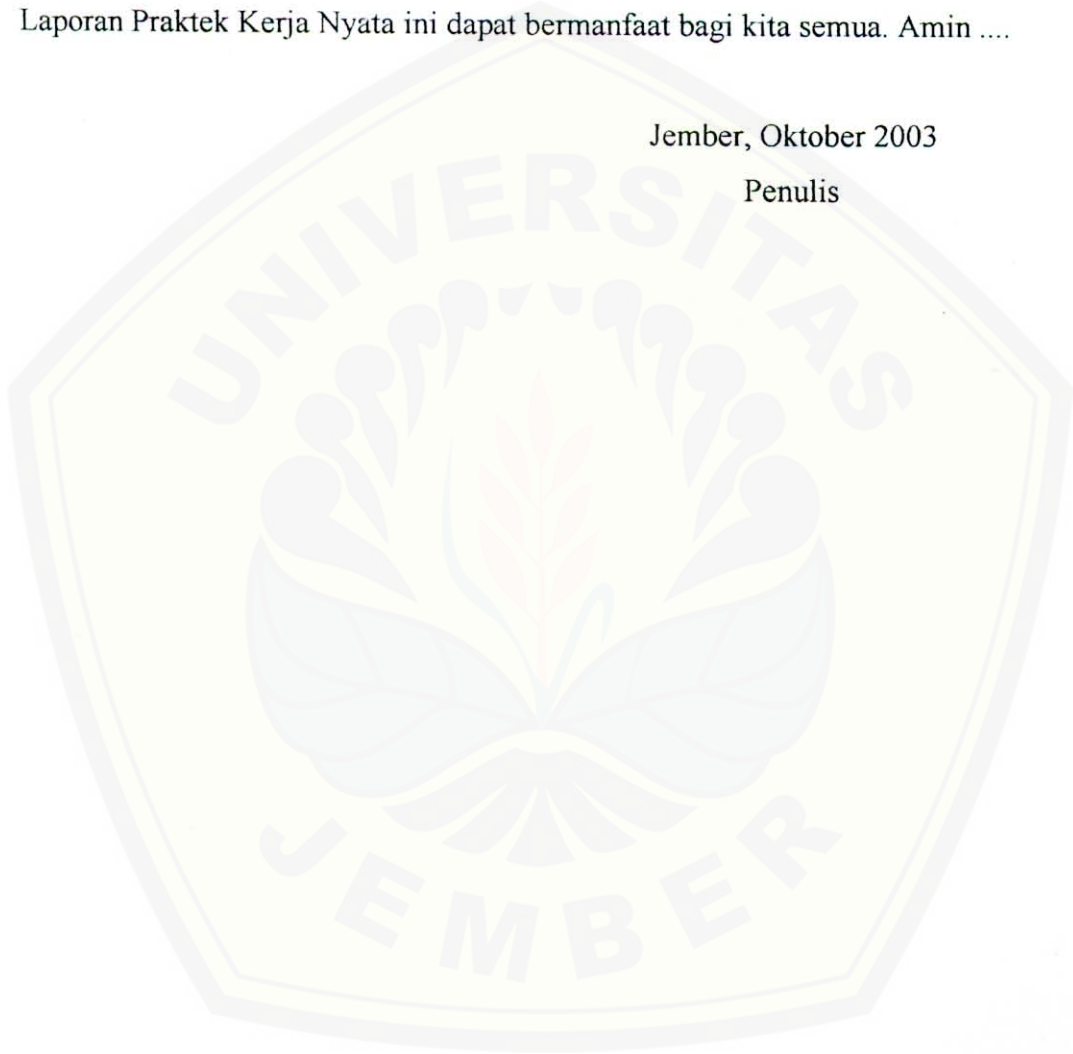 Laporan Praktek Kerja Nyata ini dapat bermanfaat bagi kita semua. Amin ....
Jember, Oktober 2003
Penulis
UNIVERSITAS
JEMBER